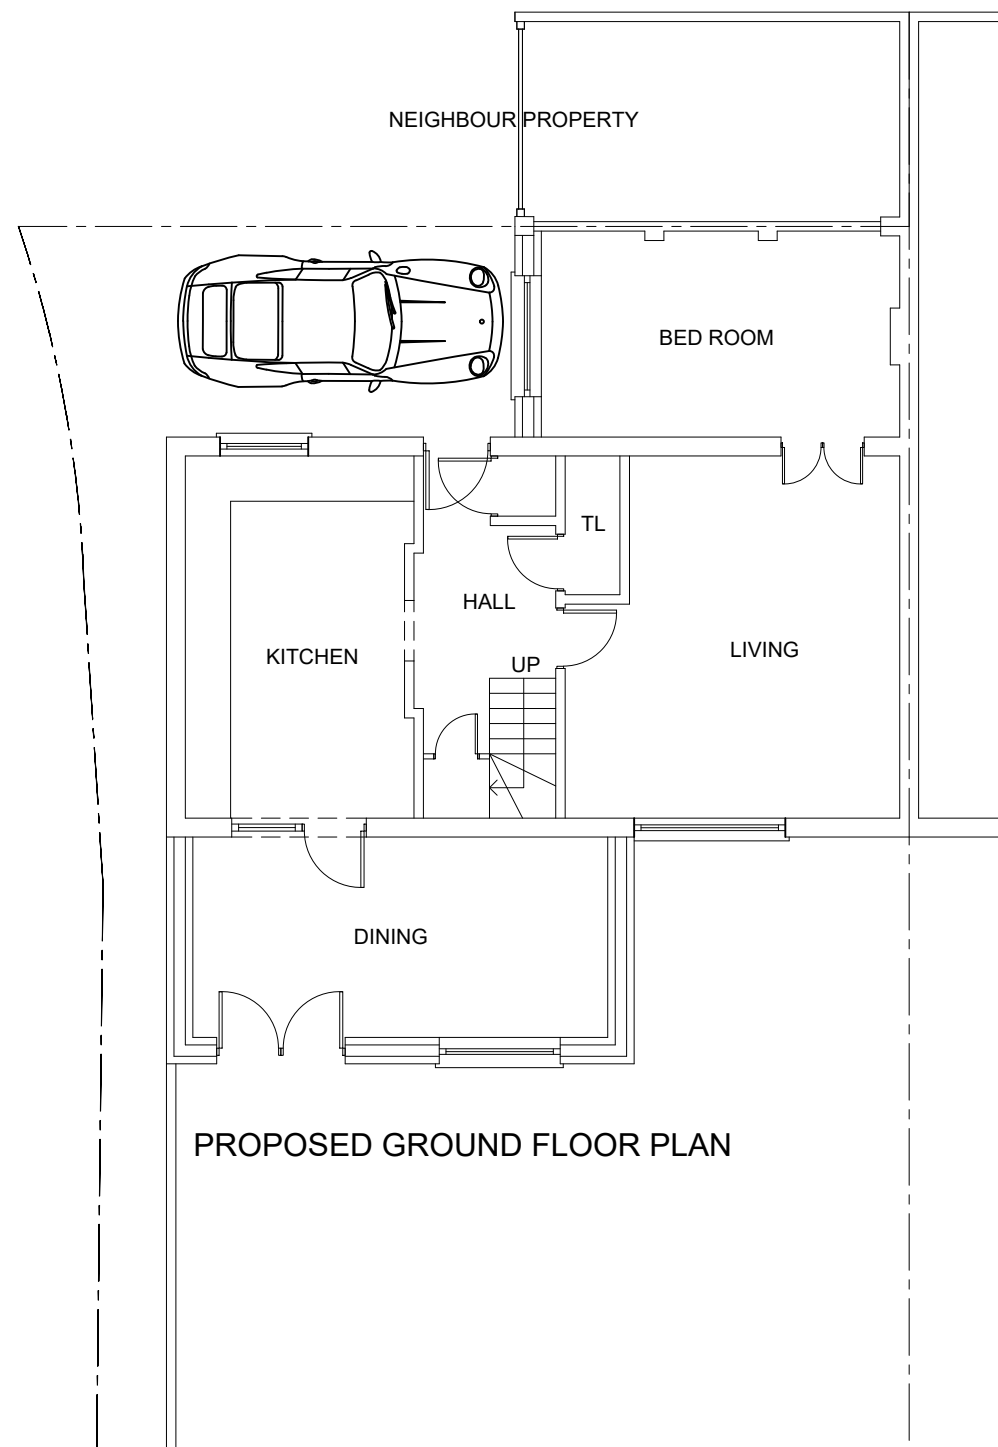 NEIGHBOUR PROPERTY
BED ROOM
TL
HALL
LIVING
KITCHEN
UP
DINING
PROPOSED GROUND FLOOR PLAN